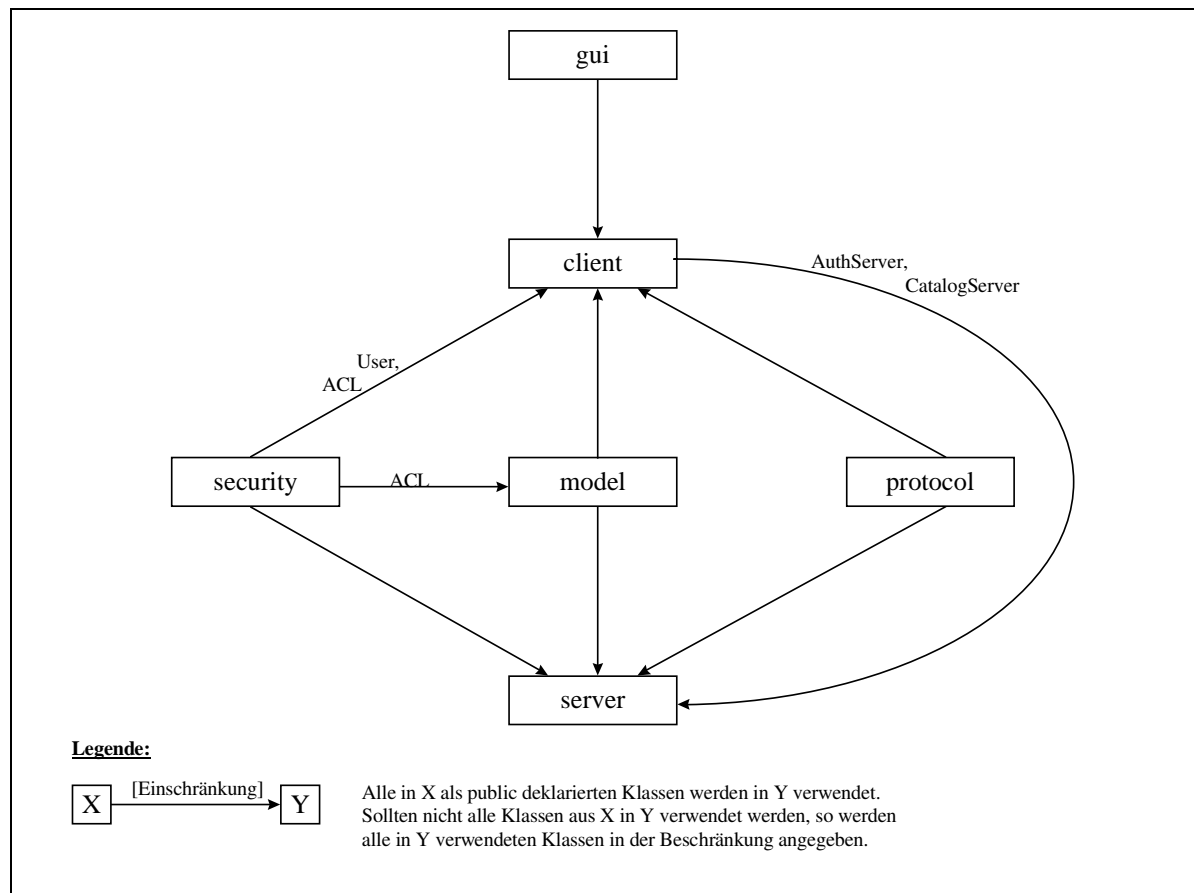 gui
client
AuthServer,
CatalogServer
User,
ACL
security
ACL
model
protocol
server
Legende:
X
[Einschränkung]
Y
Alle in X als public deklarierten Klassen werden in Y verwendet.
Sollten nicht alle Klassen aus X in Y verwendet werden, so werden
alle in Y verwendeten Klassen in der Beschränkung angegeben.